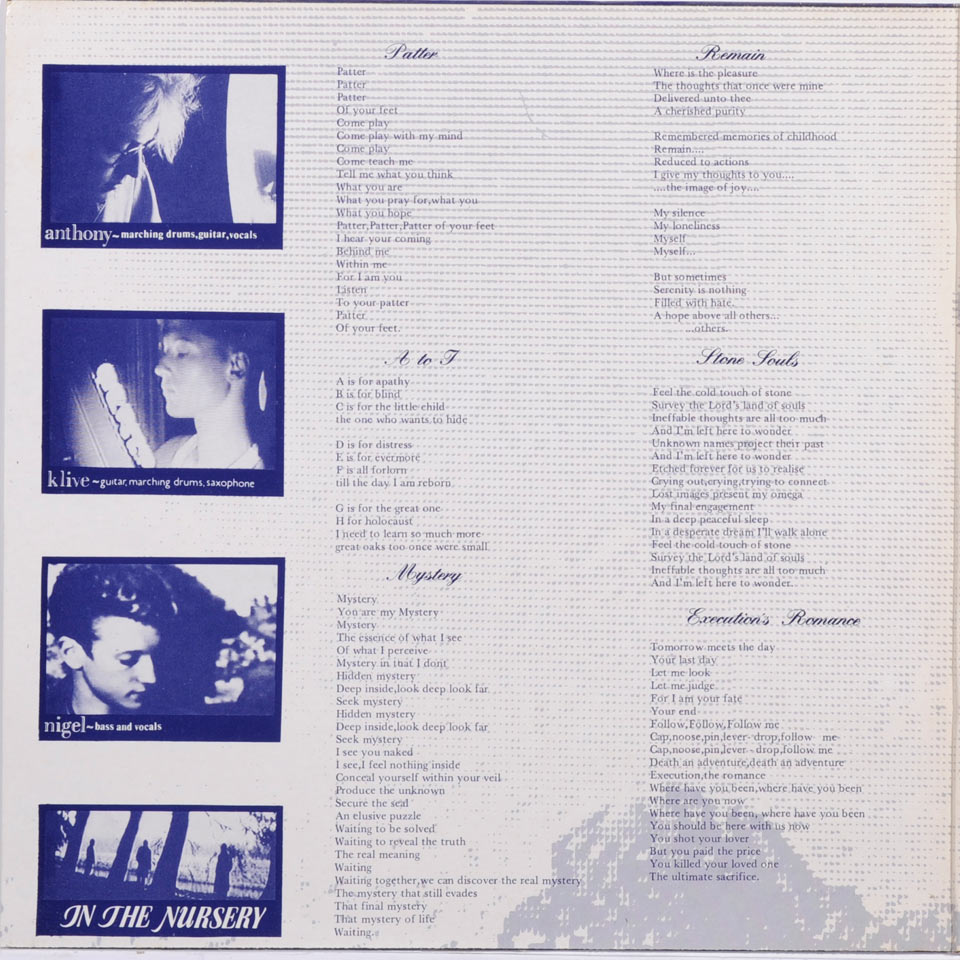 anthony~marching drums,guitar,vocals
klive~guitar, marching drums, saxophone
nigel~bass and vocals
IN THE NURSERY
Patter
Patter
Patter
Patter
Of your feet
Come play
Come play with my mind
Come play
Come teach me
Tell me what you think
What you are
What you pray for,what you
What you hope
Patter,Patter,Patter of your feet
I hear your coming
Behind me
Within me
For I am you
Listen
To your patter
Patter
Of your feet.
A to I
A is for apathy
B is for blind
C is for the little child
the one who wants to hide
D is for distress
E is for evermore
F is all forlorn
till the day I am reborn
G is for the great one
H for holocaust
I need to learn so much more
great oaks too once were small
Mystery
Mystery
You are my Mystery
Mystery
The essence of what I see
Of what I perceive
Mystery in that I dont
Hidden mystery
Deep inside,look deep look far
Seek mystery
Hidden mystery
Deep inside,look deep look far
Seek mystery
I see you naked
I see,I feel nothing inside
Conceal yourself within your veil
Produce the unknown
Secure the seal
An elusive puzzle
Waiting to be solved
Waiting to reveal the truth
The real meaning
Waiting
Waiting together,we can discover the real mystery
The mystery that still evades
That final mystery
That mystery of life
Waiting.
Remain
Where is the pleasure
The thoughts that once were mine
Delivered unto thee
A cherished purity
Remembered memories of childhood
Remain....
Reduced to actions
I give my thoughts to you....
....the image of joy....
My silence
My loneliness
Myself
Myself...
But sometimes
Serenity is nothing
Filled with hate.
A hope above all others...
...others.
Stone Souls
Feel the cold touch of stone
Survey the Lord's land of souls
Ineffable thoughts are all too much
And I'm left here to wonder
Unknown names project their past
And I'm left here to wonder
Etched forever for us to realise
Crying out,crying,trying to connect
Lost images present my omega
My final engagement
In a deep peaceful sleep
In a desperate dream I'll walk alone
Feel the cold touch of stone
Survey the Lord's land of souls
Ineffable thoughts are all too much
And I'm left here to wonder.
Execution's Romance
Tomorrow meets the day
Your last day
Let me look
Let me judge
For I am your fate
Your end
Follow,Follow,Follow me
Cap,noose,pin,lever- drop,follow me
Cap,noose,pin,lever - drop,follow me
Death an adventure,death an adventure
Execution,the romance
Where have you been,where have you been
Where are you now
Where have you been, where have you been
You should be here with us now
You shot your lover
But you paid the price
You killed your loved one
The ultimate sacrifice.